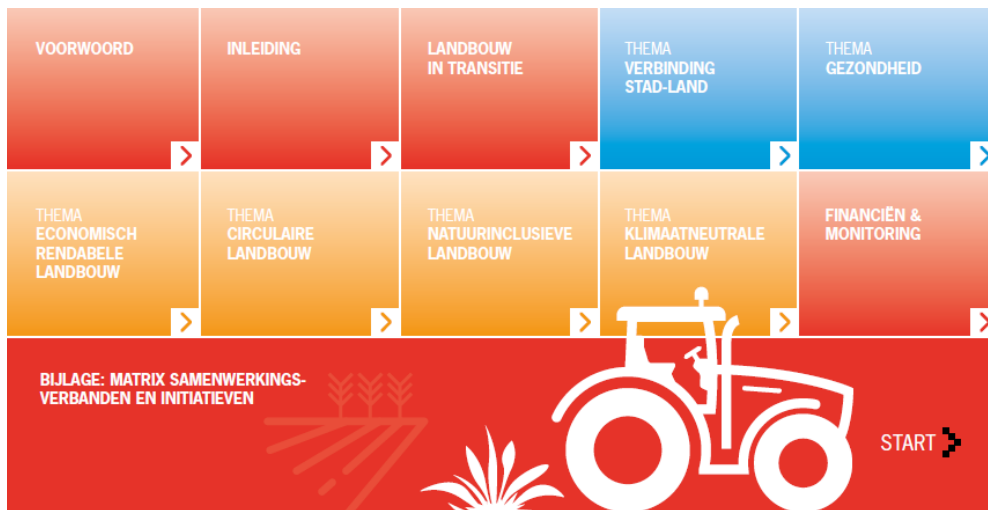 VOORWOORD
INLEIDING
LANDBOUW
IN TRANSITIE
THEMA
VERBINDING
STAD-LAND
THEMA
GEZONDHEID
THEMA
ECONOMISCH
RENDABELE
LANDBOUW
THEMA
CIRCULAIRE
LANDBOUW
THEMA
NATUURINCLUSIEVE
LANDBOUW
THEMA
KLIMAATNEUTRALE
LANDBOUW
FINANCIËN &
MONITORING
BIJLAGE: MATRIX SAMENWERKINGS-
VERBANDEN EN INITIATIEVEN
START